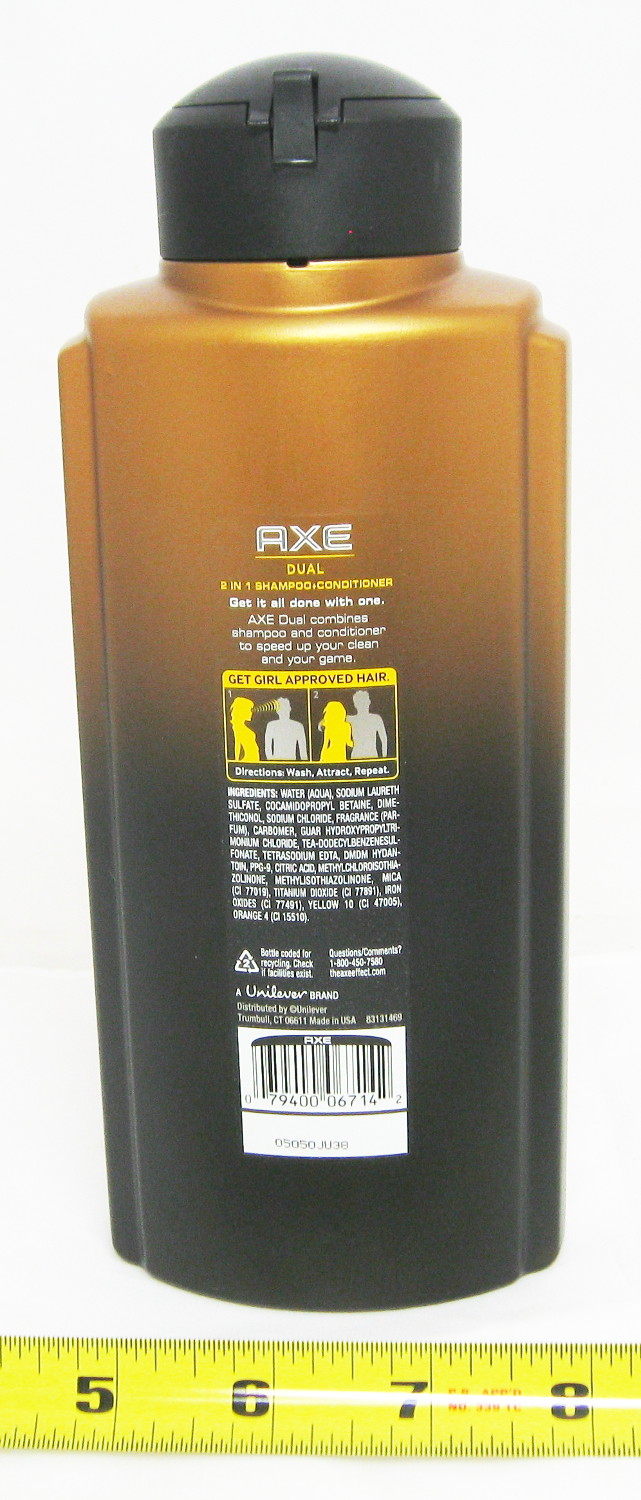 AXE
DUAL
2 IN 1 SHAMPOO+CONDITIONER
Get it all done with one.
AXE Dual combines
shampoo and conditioner
to speed up your clean
and your game.
GET GIRL APPROVED HAIR.
1 2
Directions: Wash, Attract, Repeat.
INGREDIENTS: WATER (AQUA), SODIUM LAURETH
SULFATE, COCAMIDOPROPYL BETAINE, DIME-
THICONOL, SODIUM CHLORIDE, FRAGRANCE (PAR-
FUM), CARBOMER, GUAR HYDROXYPROPYLTRI-
MONIUM CHLORIDE, TEA-DODECYLBENZENESUL-
FONATE, TETRASODIUM EDTA, DMDM HYDAN-
TOIN, PPG-9, CITRIC ACID, METHYLCHLOROISOTHIA-
ZOLINONE, METHYLISOTHIAZOLINONE, MICA
(CI 77019), TITANIUM DIOXIDE (CI 77891), IRON
OXIDES (CI 77491), YELLOW 10 (CI 47005),
ORANGE 4 (CI 15510).
2
Bottle coded for
recycling. Check
if facilities exist.
Questions/Comments?
1-800-450-7580
theaxeeffect.com
A Unilever BRAND
Distributed by ©Unilever
Trumbull, CT 06611 Made in USA 83131469
AXE
0 79400 06714 2
05050JU38
5 6 7 8